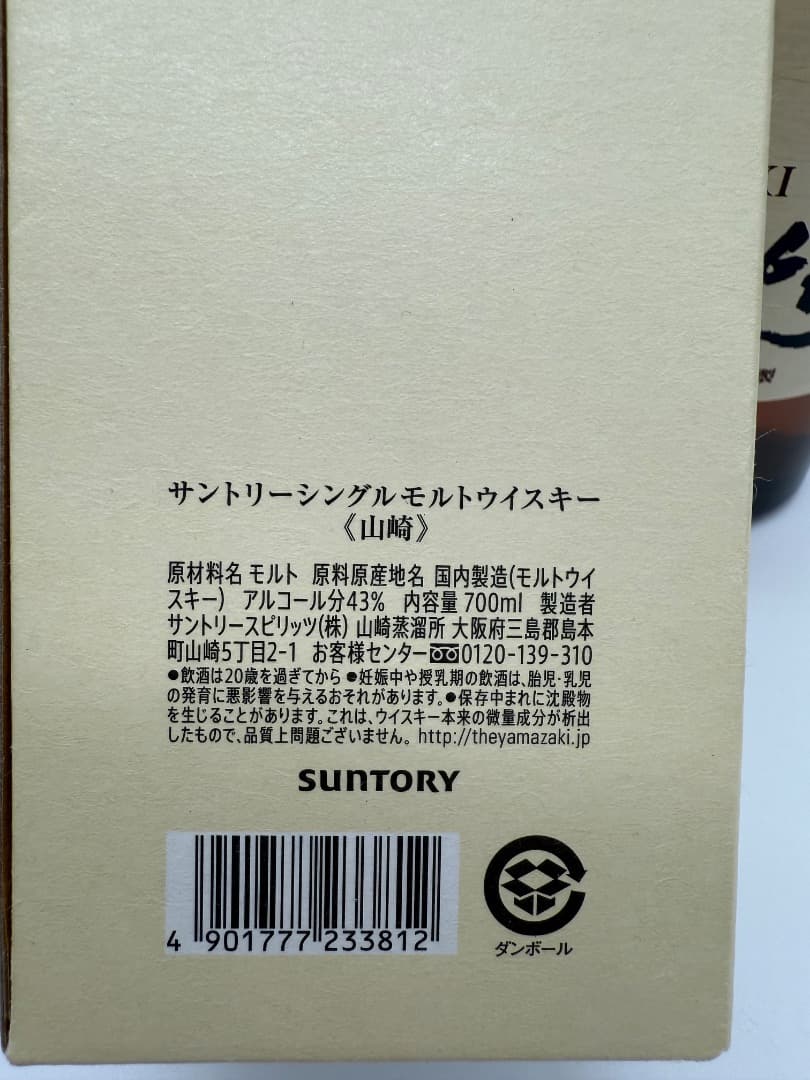 KI
製
サントリーシングルモルトウイスキー
《山崎》
原材料名 モルト 原料原産地名 国内製造(モルトウイ
スキー) アルコール分43% 内容量 700ml 製造者
サントリースピリッツ(株) 山崎蒸溜所 大阪府三島郡島本
町山崎5丁目2-1 お客様センター 0120-139-310
●飲酒は20歳を過ぎてから ●妊娠中や授乳期の飲酒は、胎児・乳児
の発育に悪影響を与えるおそれがあります。●保存中まれに沈殿物
を生じることがあります。これは、ウイスキー本来の微量成分が析出
したもので、品質上問題ございません。 http://theyamazaki.jp
SUNTORY
4 901777 233812
ダンボール